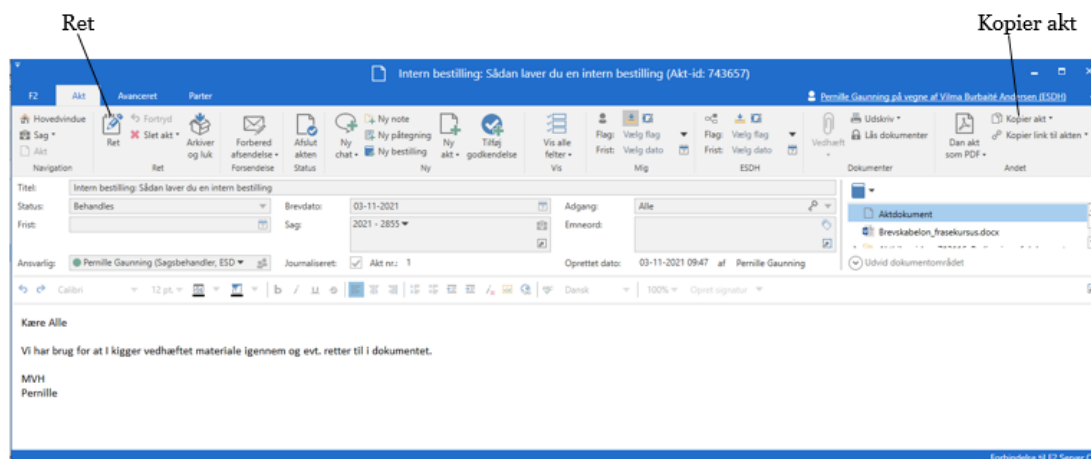 Ret
Kopier akt
Intern bestilling: Sådan laver du en intern bestilling (Akt-id: 743657)
F2 Akt Avanceret Parter
Pernille Gaunning på vegne af Vilma Burbaité Andersen (ESDH)
Hovedvindue
Sag
Akt
Navigation
Ret
Fortryd
Slet akt
Arkiver og luk
Ret
Forbered afsendelse
Forsendelse
Afslut akten
Status
Ny chat
Ny note
Ny påtegning
Ny bestilling
Ny akt
Tilføj godkendelse
Ny
Vis alle felter
Vis
Flag: Vælg flag
Frist: Vælg dato
Mig
Flag: Vælg flag
Frist: Vælg dato
ESDH
Vedhæft
Udskriv
Lås dokumenter
Dokumenter
Dan akt som PDF
Kopier akt
Kopier link til akten
Andet
Titel: Intern bestilling: Sådan laver du en intern bestilling
Status: Behandles Brevdato: 03-11-2021 Adgang: Alle
Frist: Sag: 2021 - 2855 Emneord:
Ansvarlig: Pernille Gaunning (Sagsbehandler, ESD Journaliseret: Akt nr.: 1 Oprettet dato: 03-11-2021 09:47 af Pernille Gaunning
Aktdokument
Brevskabelon_frasekursus.docx
Udvid dokumentområdet
Calibri 12 pt. b i u Dansk 100% Opret signatur
Kære Alle
Vi har brug for at I kigger vedhæftet materiale igennem og evt. retter til i dokumentet.
MVH
Pernille
Forbindelse til F2 Server